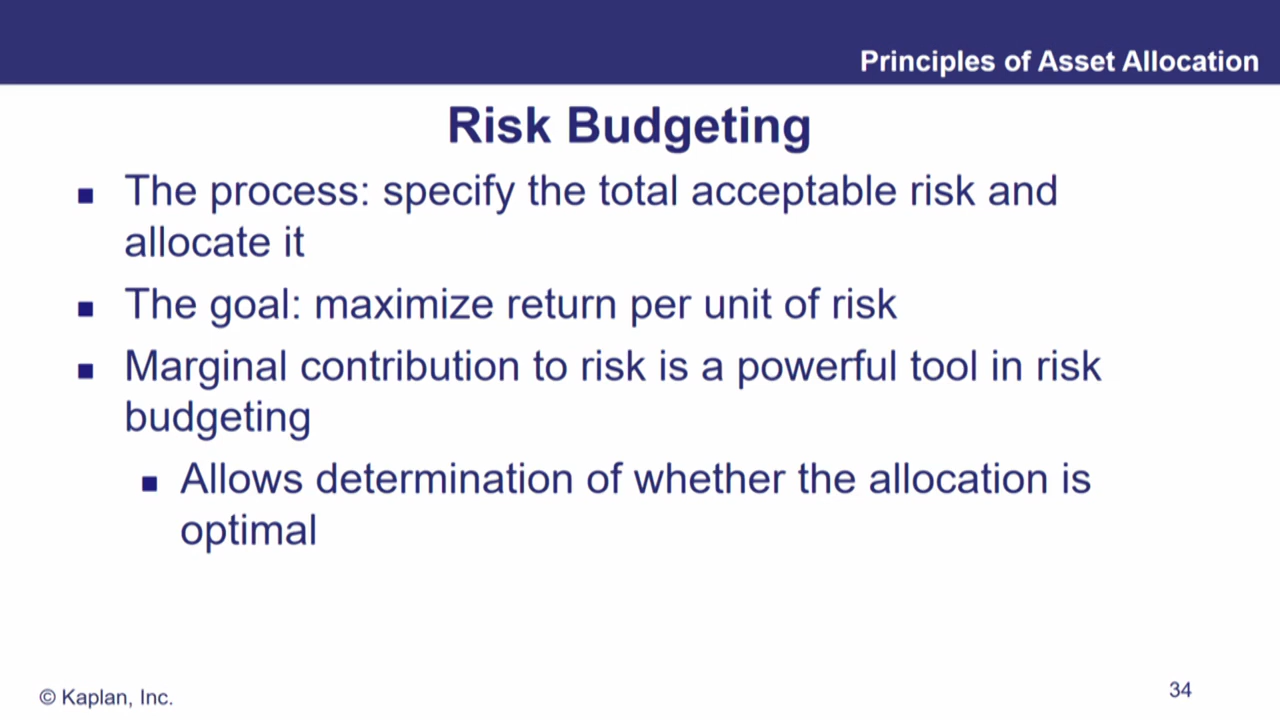 Principles of Asset Allocation
Risk Budgeting
The process: specify the total acceptable risk and
allocate it
The goal: maximize return per unit of risk
Marginal contribution to risk is a powerful tool in risk
budgeting
Allows determination of whether the allocation is
optimal
© Kaplan, Inc.
34